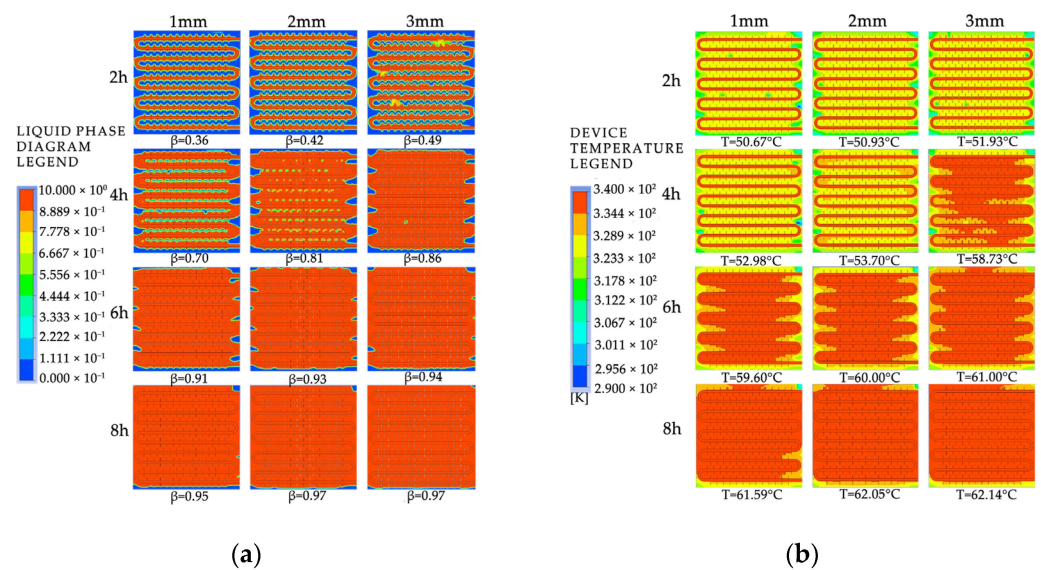 1mm 2mm 3mm
2h
β=0.36 β=0.42 β=0.49
LIQUID PHASE
DIAGRAM
LEGEND
10.000 × 10⁰
8.889 × 10⁻¹
7.778 × 10⁻¹
6.667 × 10⁻¹
5.556 × 10⁻¹
4.444 × 10⁻¹
3.333 × 10⁻¹
2.222 × 10⁻¹
1.111 × 10⁻¹
0.000 × 10⁻¹
4h
β=0.70 β=0.81 β=0.86
6h
β=0.91 β=0.93 β=0.94
8h
β=0.95 β=0.97 β=0.97
(a)
1mm 2mm 3mm
2h
T=50.67°C T=50.93°C T=51.93°C
DEVICE
TEMPERATURE
LEGEND
3.400 × 10²
3.344 × 10²
3.289 × 10²
3.233 × 10²
3.178 × 10²
3.122 × 10²
3.067 × 10²
3.011 × 10²
2.956 × 10²
2.900 × 10²
[K]
4h
T=52.98°C T=53.70°C T=58.73°C
6h
T=59.60°C T=60.00°C T=61.00°C
8h
T=61.59°C T=62.05°C T=62.14°C
(b)